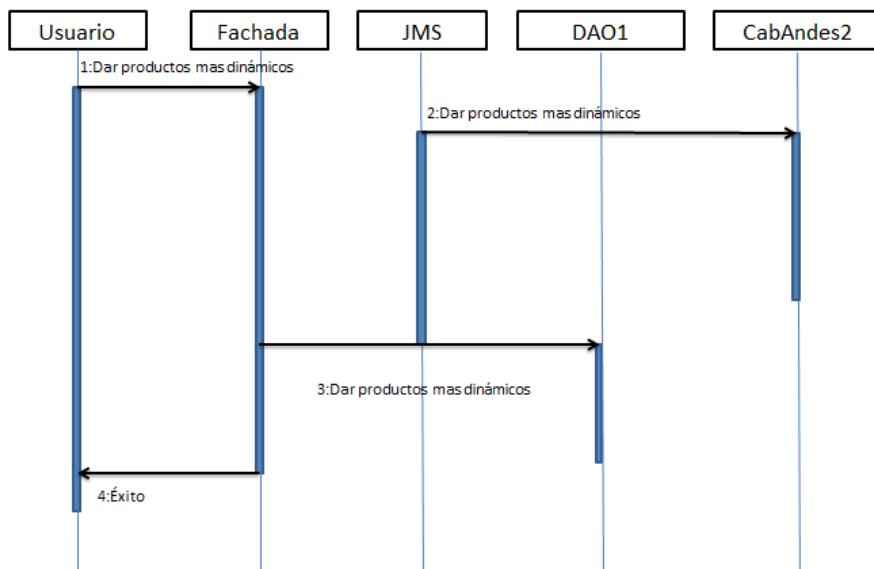 Usuario
Fachada
JMS
DAO1
CabAndes2
1:Dar productos mas dinámicos
2:Dar productos mas dinámicos
3:Dar productos mas dinámicos
4:Éxito